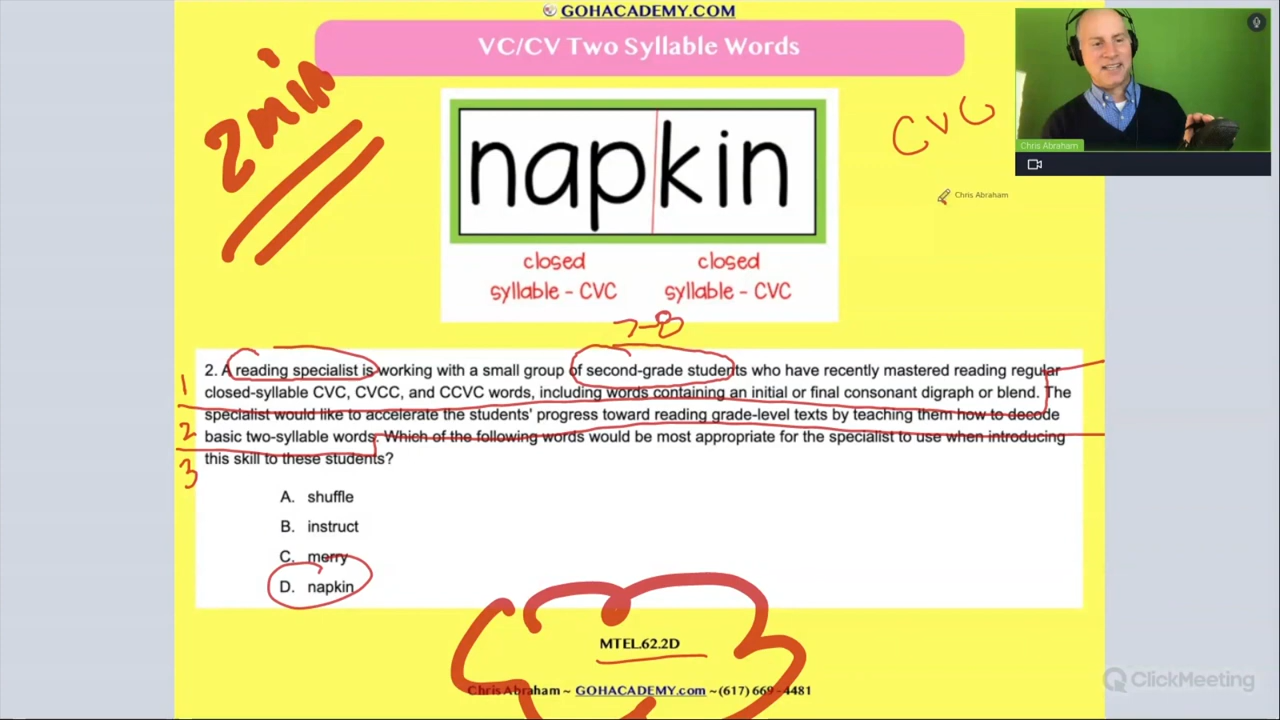 GOHACADEMY.COM
VC/CV Two Syllable Words
2 min
napkin
closed
syllable - CVC
closed
syllable - CVC
CVC
Chris Abraham
Chris Abraham
7-8
2. A reading specialist is working with a small group of second-grade students who have recently mastered reading regular
1
closed-syllable CVC, CVCC, and CCVC words, including words containing an initial or final consonant digraph or blend. The
specialist would like to accelerate the students' progress toward reading grade-level texts by teaching them how to decode
2
basic two-syllable words. Which of the following words would be most appropriate for the specialist to use when introducing
3
this skill to these students?
A. shuffle
B. instruct
C. merry
D. napkin
MTEL.62.2D
Chris Abraham ~ GOHACADEMY.com ~(617) 669 - 4481
ClickMeeting